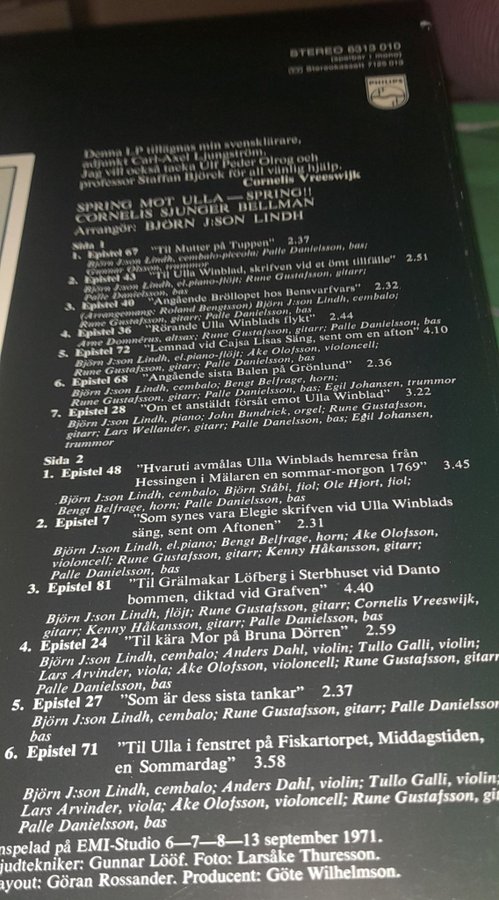 STEREO 6313 010
(spelbar i mono)
Stereokassett 7125 013
PHILIPS
Denna LP tillägnas min svensklärare,
adjunkt Carl-Axel Ljungström.
Jag vill också tacka Ulf Peder Olrog och
professor Staffan Björck för all vänlig hjälp.
Cornelis Vreeswijk
SPRING MOT ULLA — SPRING!!
CORNELIS SJUNGER BELLMAN
Arrangör: BJÖRN J:SON LINDH
Sida 1
1. Epistel 67 "Til Mutter på Tuppen" 2.37
Björn J:son Lindh, cembalo-piccola; Palle Danielsson, bas;
Gunnar Olsson, trummor
2. Epistel 43 "Til Ulla Winblad, skrifven vid et ömt tillfälle" 2.51
Björn J:son Lindh, el.piano-flöjt; Rune Gustafsson, gitarr;
Palle Danielsson, bas
3. Epistel 40 "Angående Bröllopet hos Bensvarfvars" 2.32
(Arrangemang: Roland Bengtsson) Björn J:son Lindh, cembalo;
Rune Gustafsson, gitarr; Palle Danielsson, bas
4. Epistel 36 "Rörande Ulla Winblads flykt" 2.44
Arne Domnérus, altsax; Rune Gustafsson, gitarr; Palle Danielsson, bas
5. Epistel 72 "Lemnad vid Cajsa Lisas Säng, sent om en afton" 4.10
Björn J:son Lindh, el.piano-flöjt; Åke Olofsson, violoncell;
Rune Gustafsson, gitarr; Palle Danielsson, bas
6. Epistel 68 "Angående sista Balen på Grönlund" 2.36
Björn J:son Lindh, cembalo; Bengt Belfrage, horn;
Rune Gustafsson, gitarr; Palle Danielsson, bas; Egil Johansen, trummor
7. Epistel 28 "Om et anstäldt försåt emot Ulla Winblad" 3.22
Björn J:son Lindh, piano; John Bundrick, orgel; Rune Gustafsson,
gitarr; Lars Wellander, gitarr; Palle Danelsson, bas; Egil Johansen,
trummor
Sida 2
1. Epistel 48 "Hvaruti avmålas Ulla Winblads hemresa från
Hessingen i Mälaren en sommar-morgon 1769" 3.45
Björn J:son Lindh, cembalo, Björn Ståbi, fiol; Ole Hjort, fiol;
Bengt Belfrage, horn; Palle Danielsson, bas
2. Epistel 7 "Som synes vara Elegie skrifven vid Ulla Winblads
säng, sent om Aftonen" 2.31
Björn J:son Lindh, el.piano; Bengt Belfrage, horn; Åke Olofsson,
violoncell; Rune Gustafsson, gitarr; Kenny Håkansson, gitarr;
Palle Danielsson, bas
3. Epistel 81 "Til Grälmakar Löfberg i Sterbhuset vid Danto
bommen, diktad vid Grafven" 4.40
Björn J:son Lindh, flöjt; Rune Gustafsson, gitarr; Cornelis Vreeswijk,
gitarr; Kenny Håkansson, gitarr; Palle Danielsson, bas
4. Epistel 24 "Til kära Mor på Bruna Dörren" 2.59
Björn J:son Lindh, cembalo; Anders Dahl, violin; Tullo Galli, violin;
Lars Arvinder, viola; Åke Olofsson, violoncell; Rune Gustafsson, gitarr
Palle Danielsson, bas
5. Epistel 27 "Som är dess sista tankar" 2.37
Björn J:son Lindh, cembalo; Rune Gustafsson, gitarr; Palle Danielsson
bas
6. Epistel 71 "Til Ulla i fenstret på Fiskartorpet, Middagstiden,
en Sommardag" 3.58
Björn J:son Lindh, cembalo; Anders Dahl, violin; Tullo Galli, violin;
Lars Arvinder, viola; Åke Olofsson, violoncell; Rune Gustafsson, git
Palle Danielsson, bas
nspelad på EMI-Studio 6—7—8—13 september 1971.
judtekniker: Gunnar Lööf. Foto: Larsåke Thuresson.
ayout: Göran Rossander. Producent: Göte Wilhelmson.